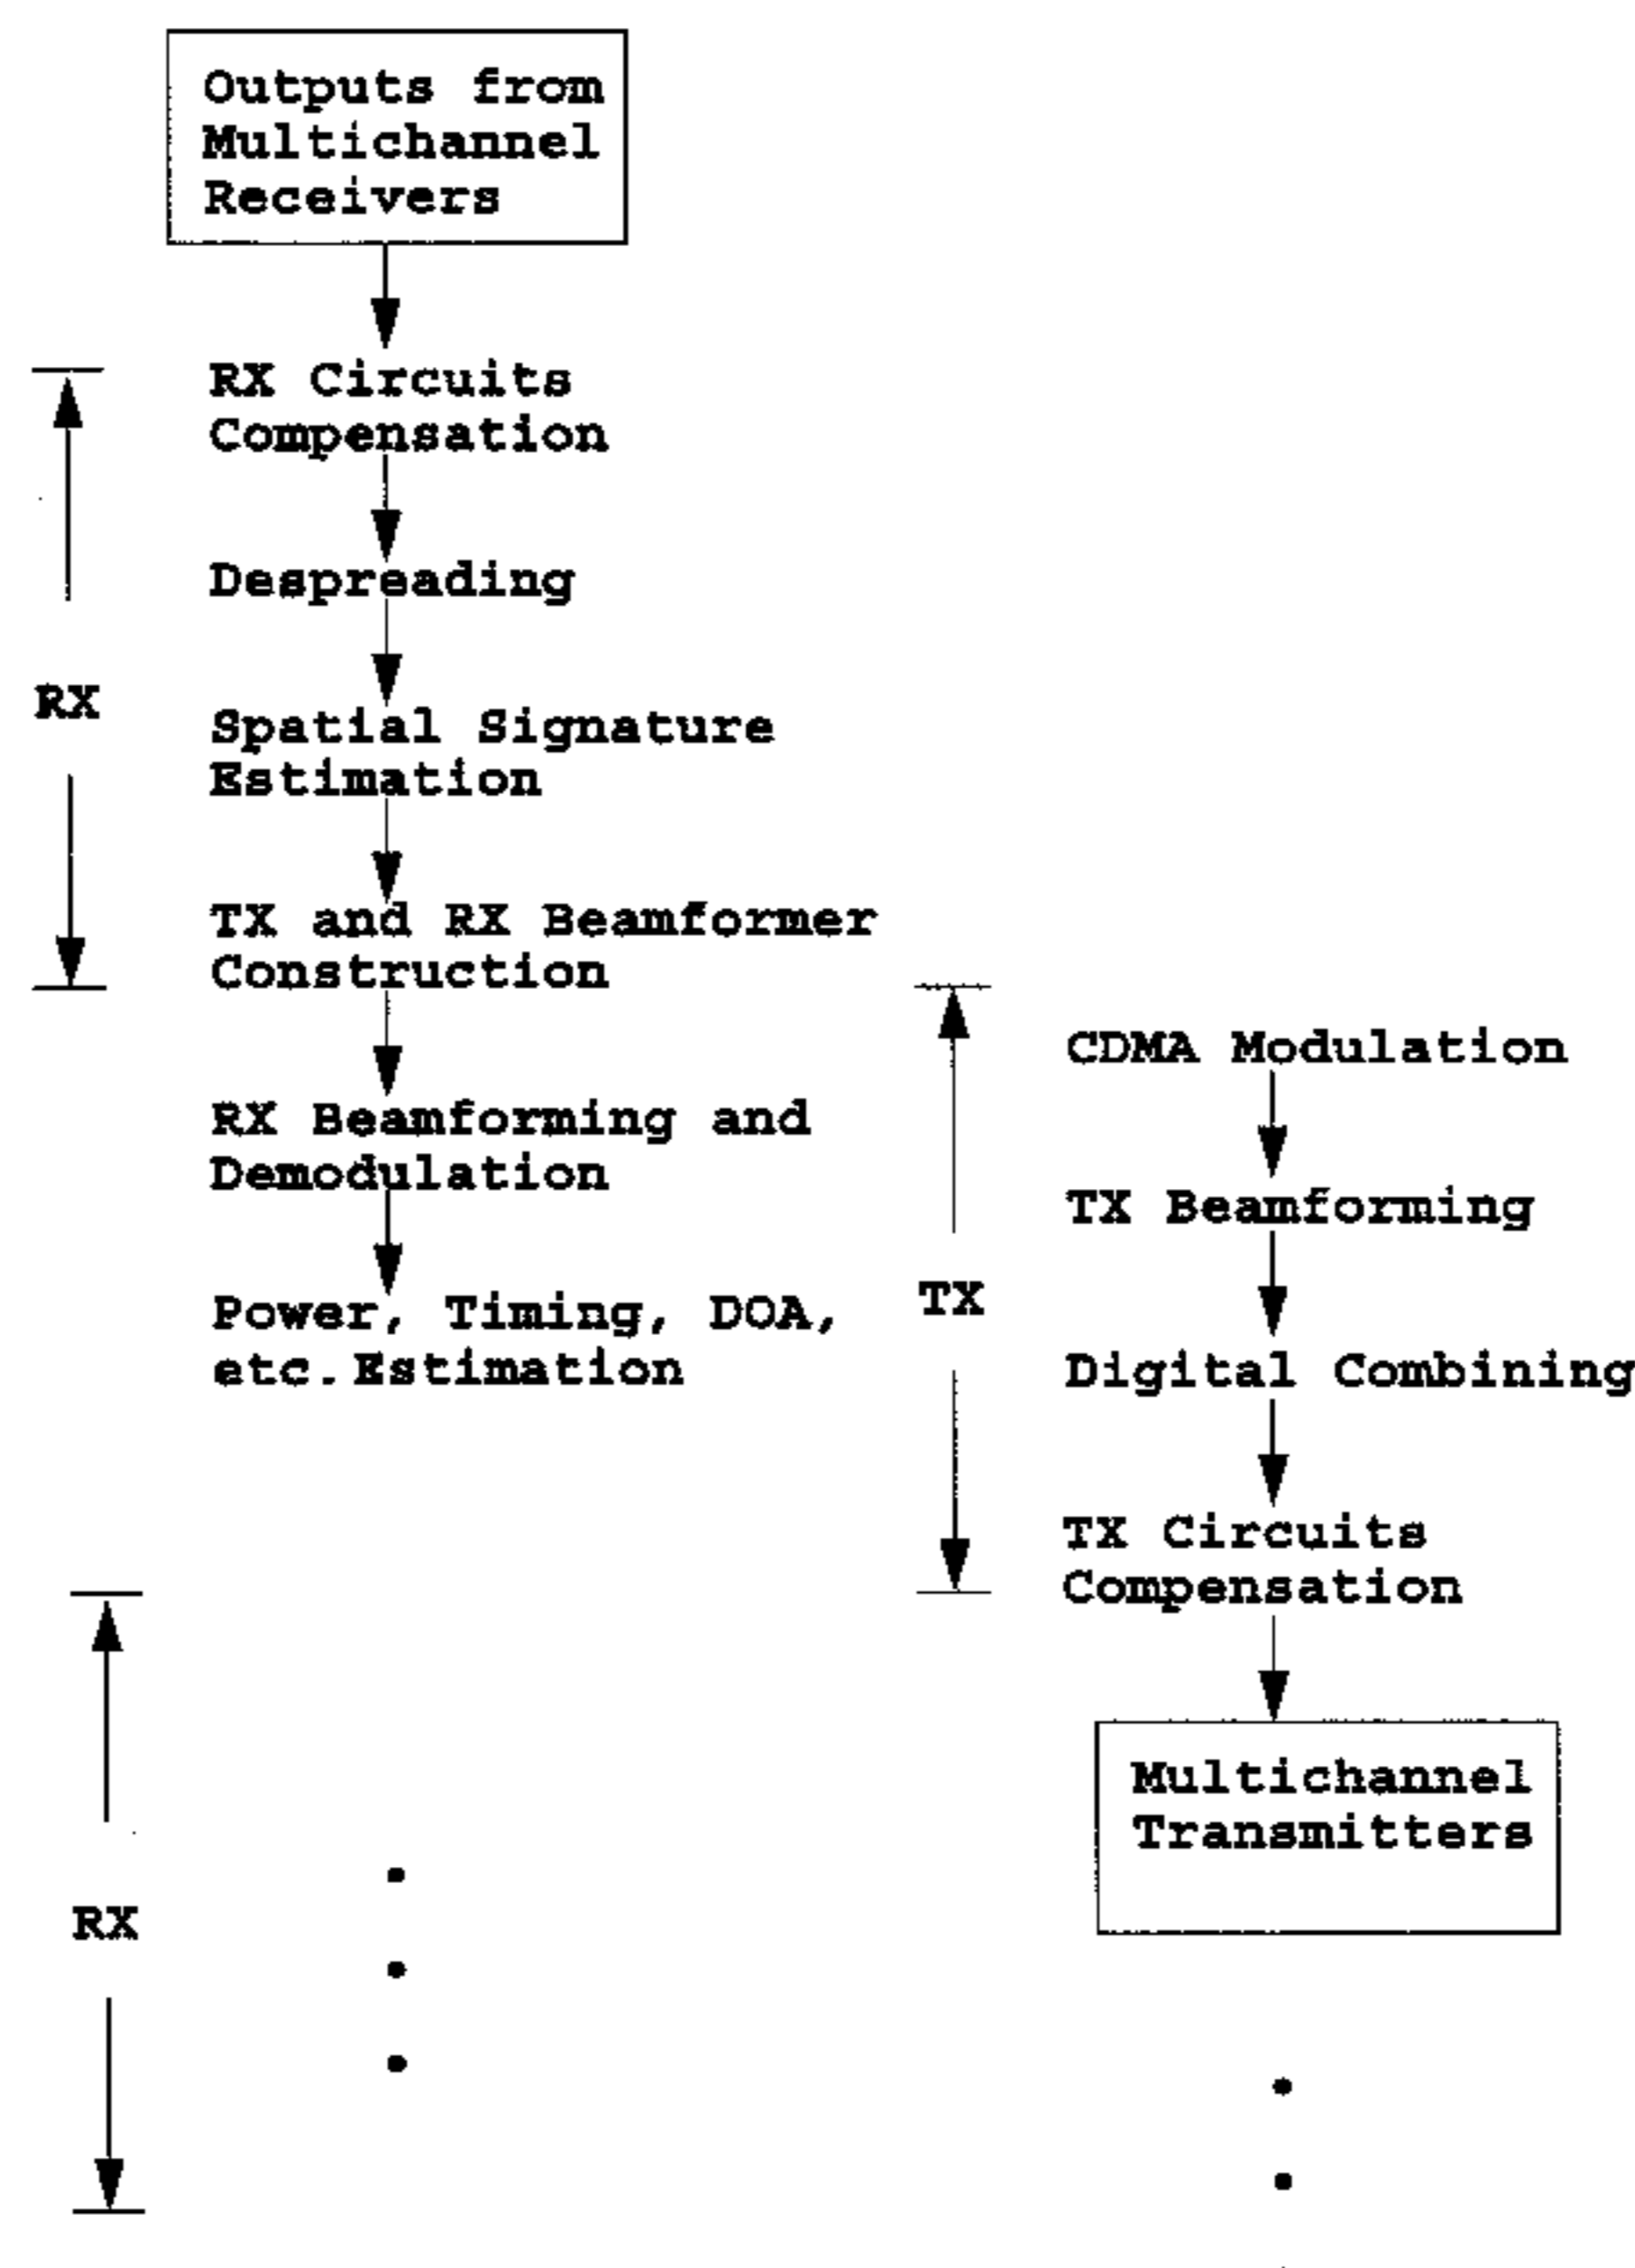 Outputs from
Multichannel
Receivers
RX Circuits
Compensation
Despreading
RX
Spatial Signature
Estimation
TX and RX Beamformer
Construction
RX Beamforming and
Demodulation
Power, Timing, DOA,
etc. Estimation
CDMA Modulation
TX Beamforming
TX
Digital Combining
TX Circuits
Compensation
Multichannel
Transmitters
RX